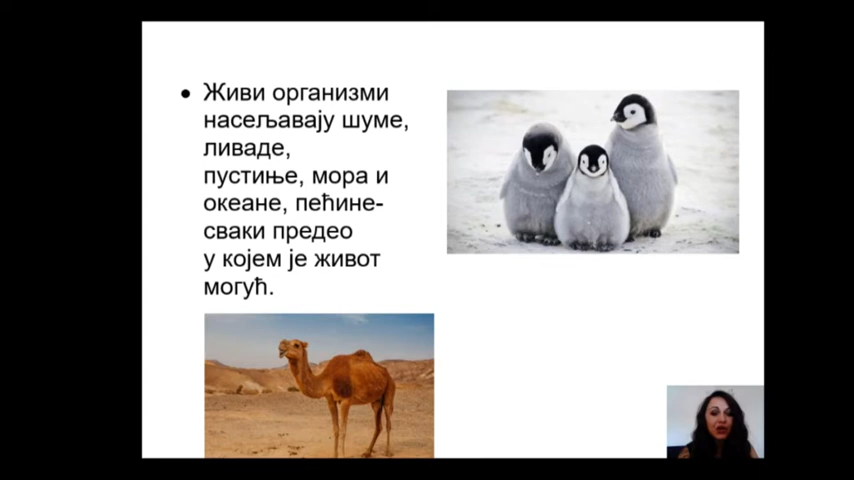 • Живи организми
насељавају шуме,
ливаде,
пустиње, мора и
океане, пећине-
сваки предео
у којем је живот
могућ.